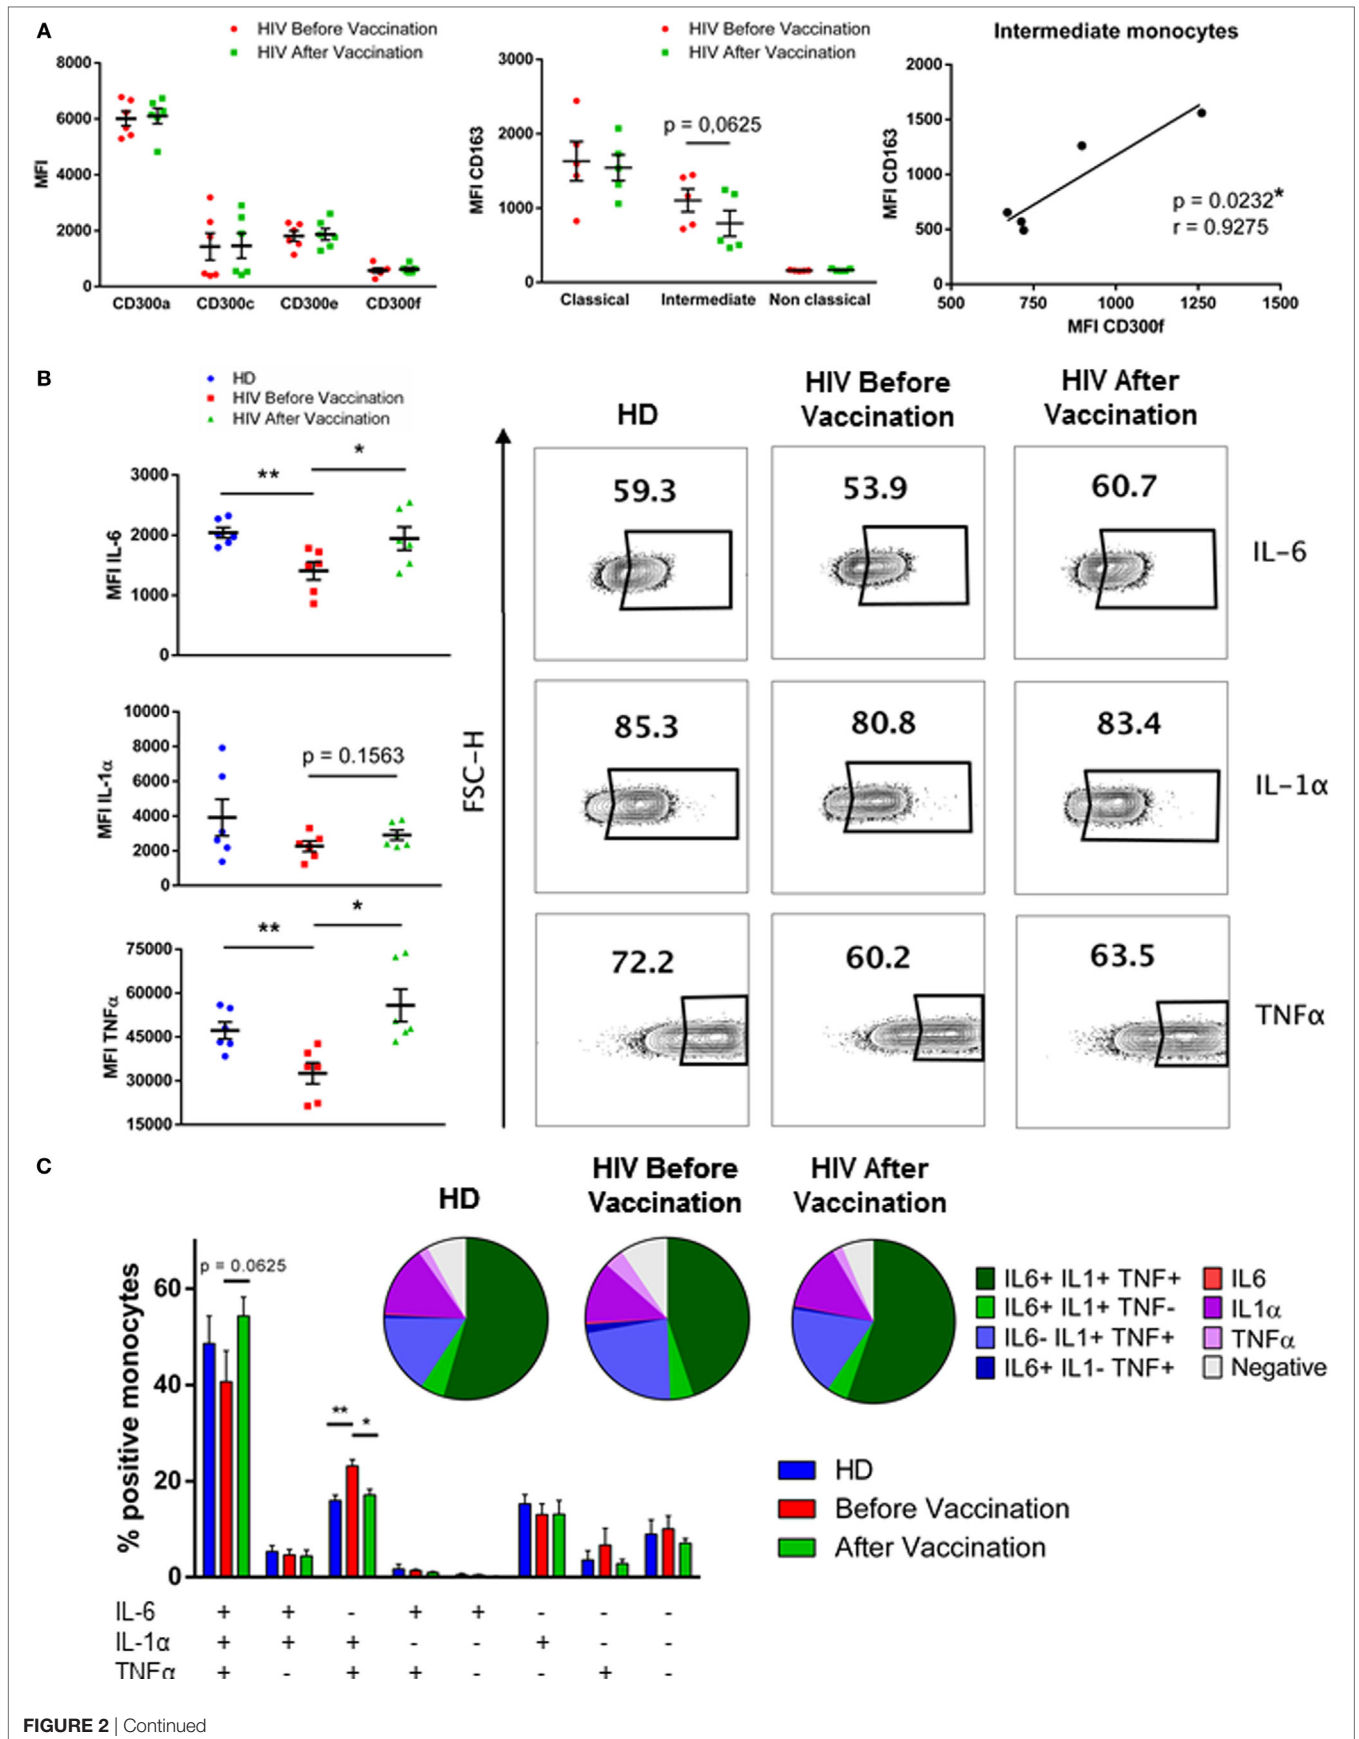 A
HIV Before Vaccination
HIV After Vaccination
8000
6000
4000
2000
0
MFI
CD300a CD300c CD300e CD300f
HIV Before Vaccination
HIV After Vaccination
3000
2000
1000
0
MFI CD163
p = 0,0625
Classical Intermediate Non classical
Intermediate monocytes
2000
1500
1000
500
0
MFI CD163
p = 0.0232*
r = 0.9275
500 750 1000 1250 1500
MFI CD300f
B
HD
HIV Before Vaccination
HIV After Vaccination
3000
2000
1000
0
MFI IL-6
**
*
10000
8000
6000
4000
2000
0
MFI IL-1α
p = 0.1563
75000
60000
45000
30000
15000
MFI TNFα
**
*
FSC-H
HD
HIV Before
Vaccination
HIV After
Vaccination
59.3 53.9 60.7
IL-6
85.3 80.8 83.4
IL-1α
72.2 60.2 63.5
TNFα
C
HD
HIV Before
Vaccination
HIV After
Vaccination
60
40
20
0
% positive monocytes
p = 0.0625
**
*
IL6+ IL1+ TNF+
IL6+ IL1+ TNF-
IL6- IL1+ TNF+
IL6+ IL1- TNF+
IL6
IL1α
TNFα
Negative
HD
Before Vaccination
After Vaccination
IL-6 + + - + + - - -
IL-1α + + + - - + - -
TNFα + - + + - - + -
FIGURE 2 | Continued